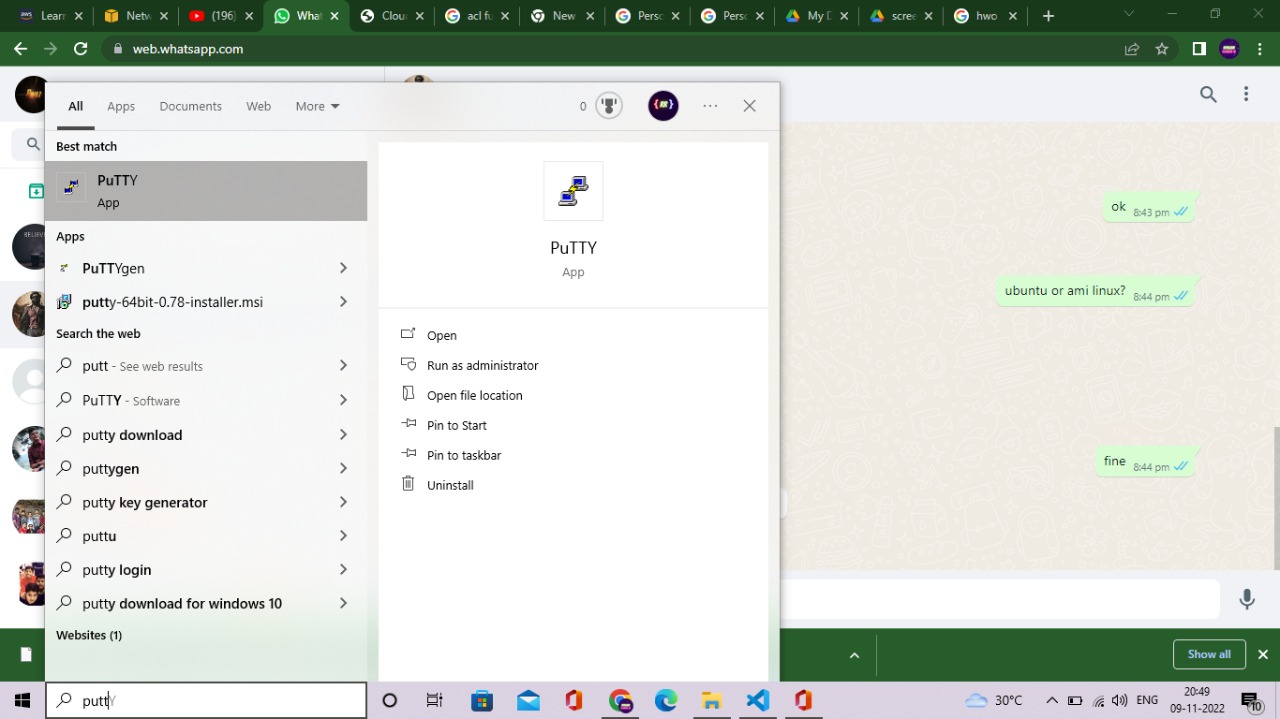 aws Learn
Netw
(196)
What
Clou
acl fu
New
Perso
Perso
My D
scree
hwo
web.whatsapp.com
All
Apps
Documents
Web
More
0
Best match
PuTTY
App
Apps
PuTTYgen
putty-64bit-0.78-installer.msi
Search the web
putt - See web results
PuTTY - Software
putty download
puttygen
putty key generator
puttu
putty login
putty download for windows 10
Websites (1)
puttY
PuTTY
App
Open
Run as administrator
Open file location
Pin to Start
Pin to taskbar
Uninstall
ok 8:43 pm
ubuntu or ami linux? 8:44 pm
fine 8:44 pm
Show all
30°C
ENG
20:49
09-11-2022
10